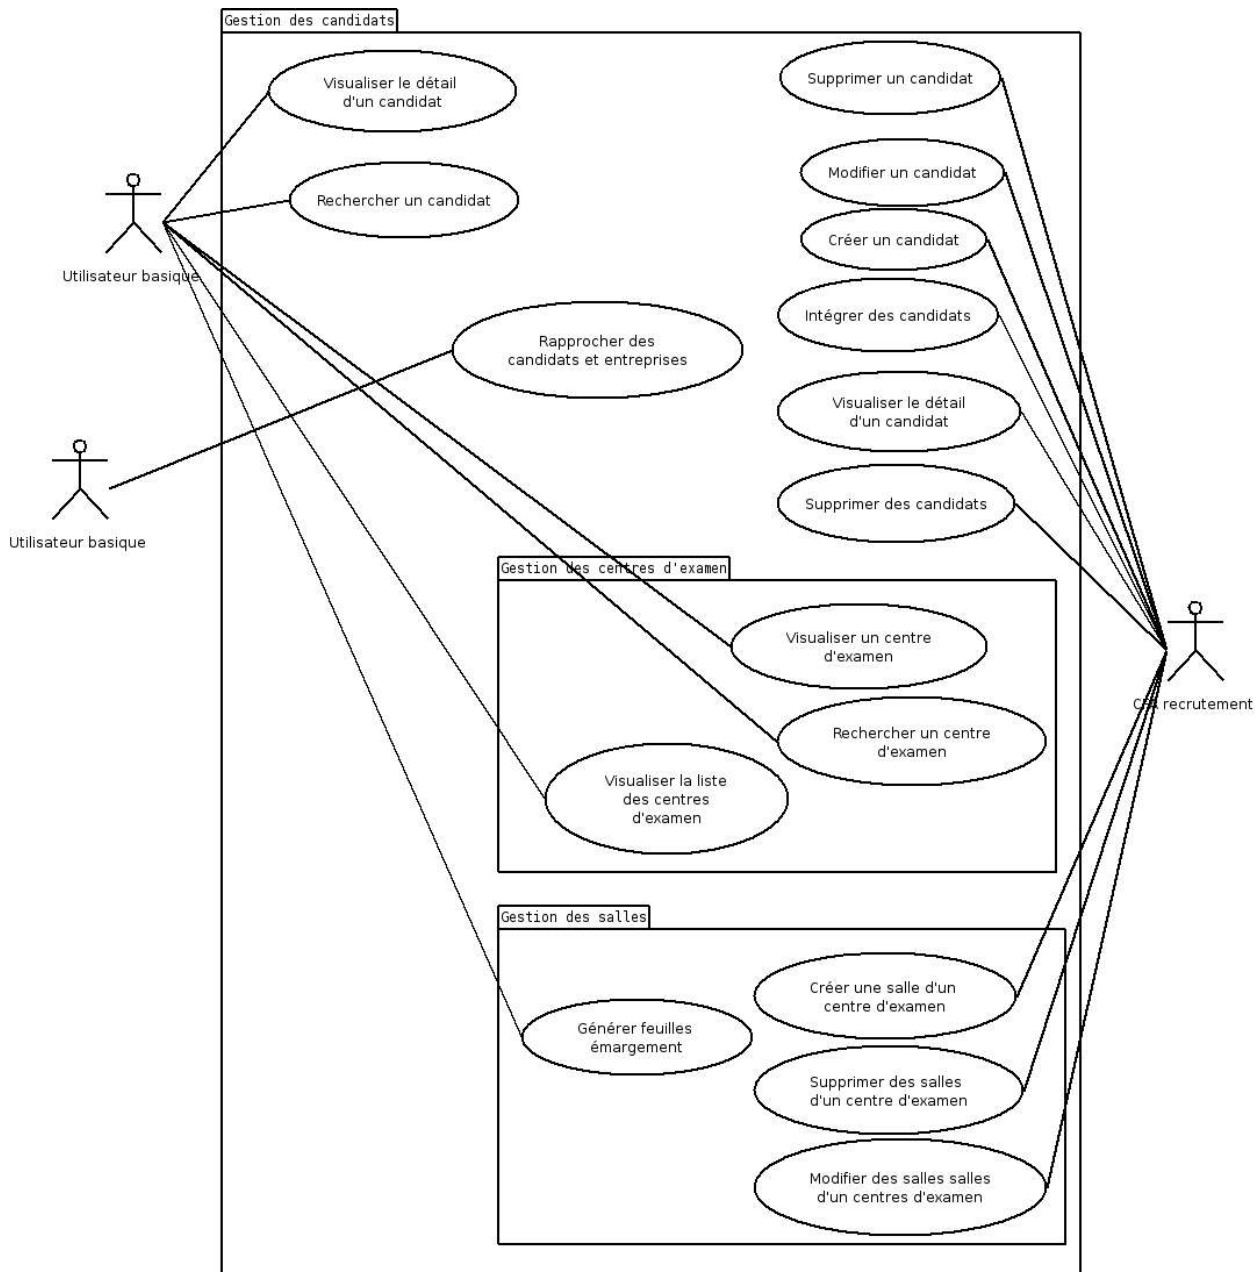 Gestion des candidats
Visualiser le détail
d'un candidat
Supprimer un candidat
Rechercher un candidat
Modifier un candidat
Créer un candidat
Utilisateur basique
Intégrer des candidats
Rapprocher des
candidats et entreprises
Visualiser le détail
d'un candidat
Supprimer des candidats
Utilisateur basique
Gestion des centres d'examen
Visualiser un centre
d'examen
recrutement
Rechercher un centre
d'examen
Visualiser la liste
des centres
d'examen
Gestion des salles
Créer une salle d'un
centre d'examen
Générer feuilles
émargement
Supprimer des salles
d'un centre d'examen
Modifier des salles salles
d'un centres d'examen